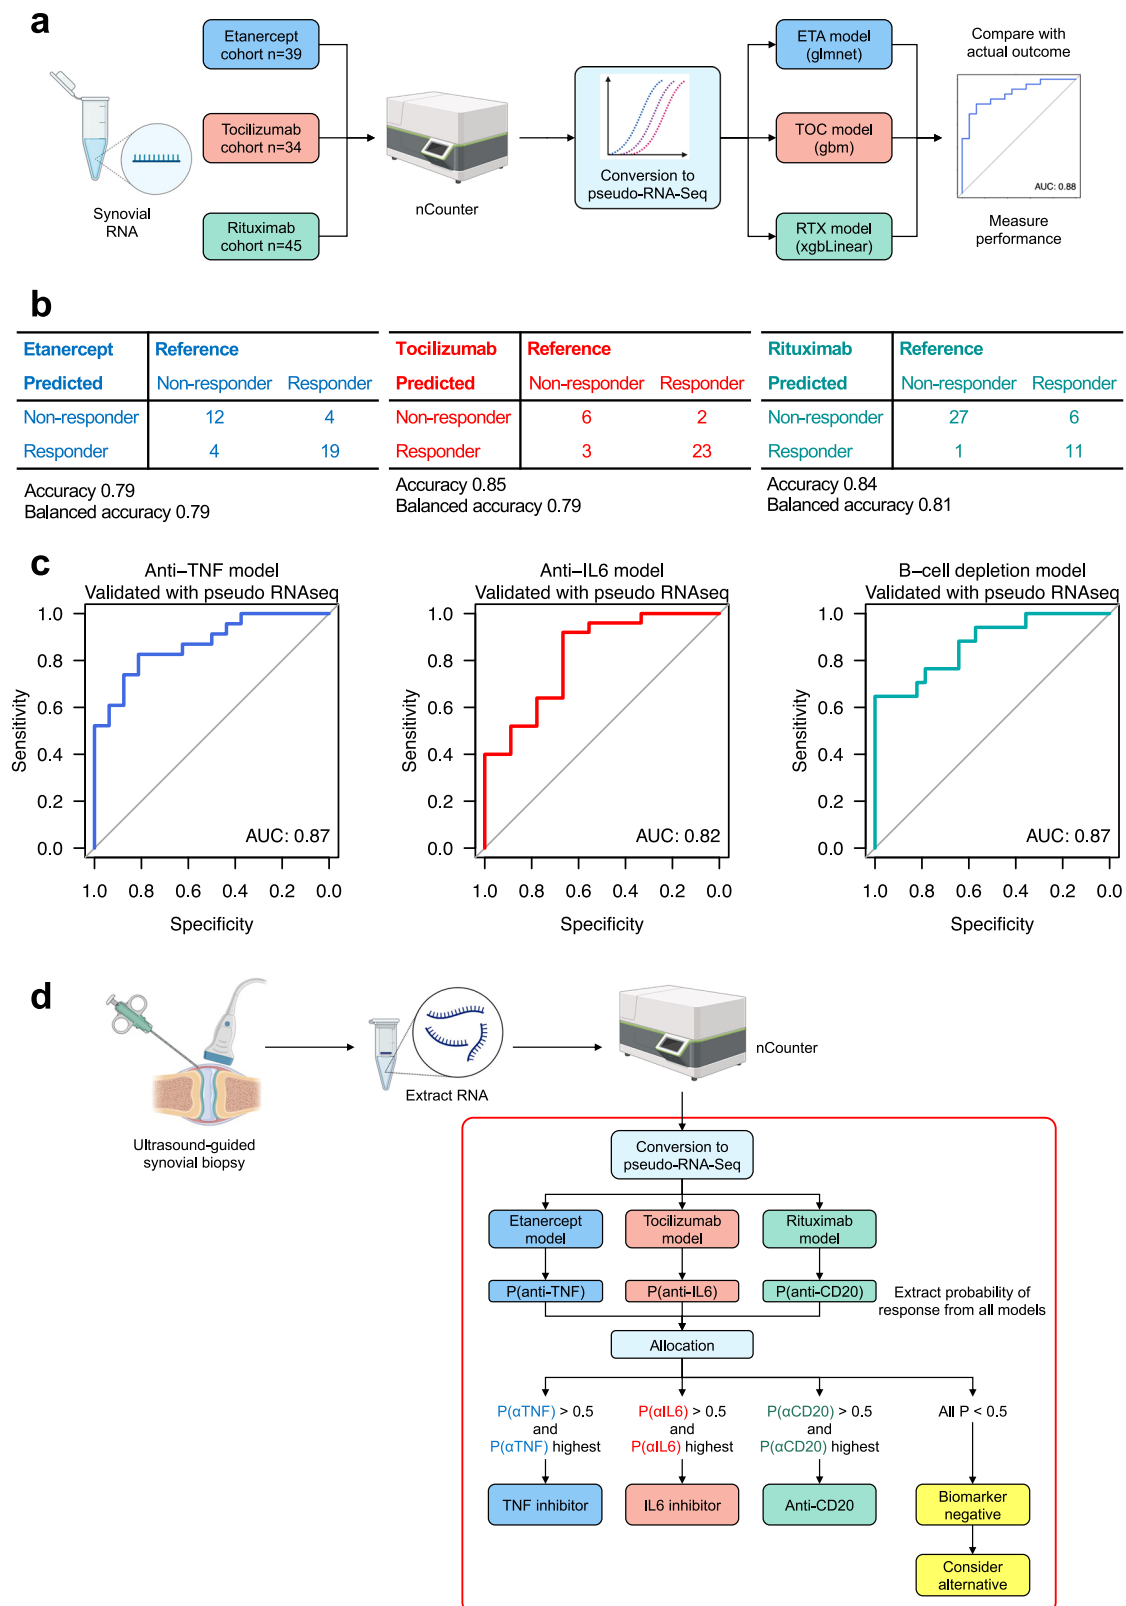 a
Etanercept
cohort n=39
Tocilizumab
cohort n=34
Rituximab
cohort n=45
Synovial
RNA
nCounter
Conversion to
pseudo-RNA-Seq
ETA model
(glmnet)
TOC model
(gbm)
RTX model
(xgbLinear)
Compare with
actual outcome
AUC: 0.88
Measure
performance
b
Etanercept Reference
Predicted Non-responder Responder
Non-responder 12 4
Responder 4 19
Accuracy 0.79
Balanced accuracy 0.79
Tocilizumab Reference
Predicted Non-responder Responder
Non-responder 6 2
Responder 3 23
Accuracy 0.85
Balanced accuracy 0.79
Rituximab Reference
Predicted Non-responder Responder
Non-responder 27 6
Responder 1 11
Accuracy 0.84
Balanced accuracy 0.81
c
Anti–TNF model
Validated with pseudo RNAseq
Sensitivity
1.0
0.8
0.6
0.4
0.2
0.0
AUC: 0.87
1.0 0.8 0.6 0.4 0.2 0.0
Specificity
Anti–IL6 model
Validated with pseudo RNAseq
Sensitivity
1.0
0.8
0.6
0.4
0.2
0.0
AUC: 0.82
1.0 0.8 0.6 0.4 0.2 0.0
Specificity
B–cell depletion model
Validated with pseudo RNAseq
Sensitivity
1.0
0.8
0.6
0.4
0.2
0.0
AUC: 0.87
1.0 0.8 0.6 0.4 0.2 0.0
Specificity
d
Ultrasound-guided
synovial biopsy
Extract RNA
nCounter
Conversion to
pseudo-RNA-Seq
Etanercept
model
Tocilizumab
model
Rituximab
model
P(anti-TNF)
P(anti-IL6)
P(anti-CD20)
Extract probability of
response from all models
Allocation
P(αTNF) > 0.5
and
P(αTNF) highest
P(αIL6) > 0.5
and
P(αIL6) highest
P(αCD20) > 0.5
and
P(αCD20) highest
All P < 0.5
TNF inhibitor
IL6 inhibitor
Anti-CD20
Biomarker
negative
Consider
alternative